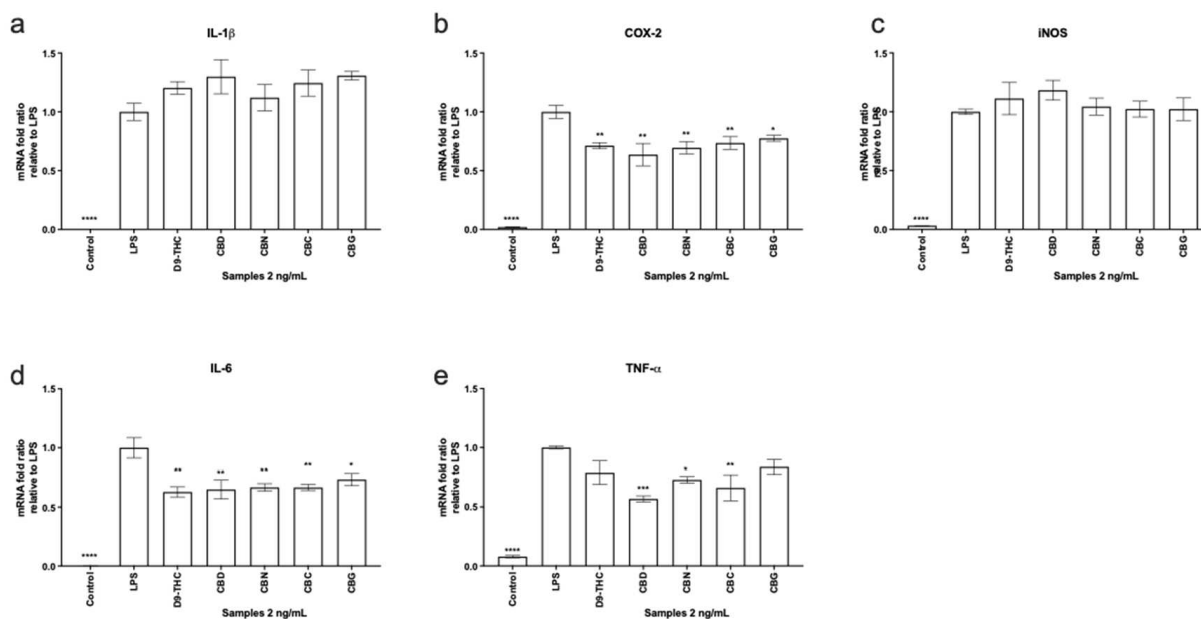 a
IL-1β
mRNA fold ratio
relative to LPS
1.5
1.0
0.5
0.0
****
Control
LPS
D9-THC
CBD
CBN
CBC
CBG
Samples 2 ng/mL
b
COX-2
mRNA fold ratio
relative to LPS
1.5
1.0
0.5
0.0
****
**
**
**
**
*
Control
LPS
D9-THC
CBD
CBN
CBC
CBG
Samples 2 ng/mL
c
iNOS
mRNA fold ratio
relative to LPS
1.5
1.0
0.5
0.0
****
Control
LPS
D9-THC
CBD
CBN
CBC
CBG
Samples 2 ng/mL
d
IL-6
mRNA fold ratio
relative to LPS
1.5
1.0
0.5
0.0
****
**
**
**
**
*
Control
LPS
D9-THC
CBD
CBN
CBC
CBG
Samples 2 ng/mL
e
TNF-α
mRNA fold ratio
relative to LPS
1.5
1.0
0.5
0.0
****
***
*
**
Control
LPS
D9-THC
CBD
CBN
CBC
CBG
Samples 2 ng/mL